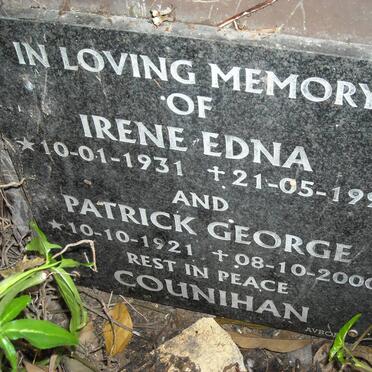 IN LOVING MEMORY
OF
IRENE EDNA
★10-01-1931 ✝21-05-199
AND
PATRICK GEORGE
★10-10-1921 ✝08-10-2000
REST IN PEACE
COUNIHAN